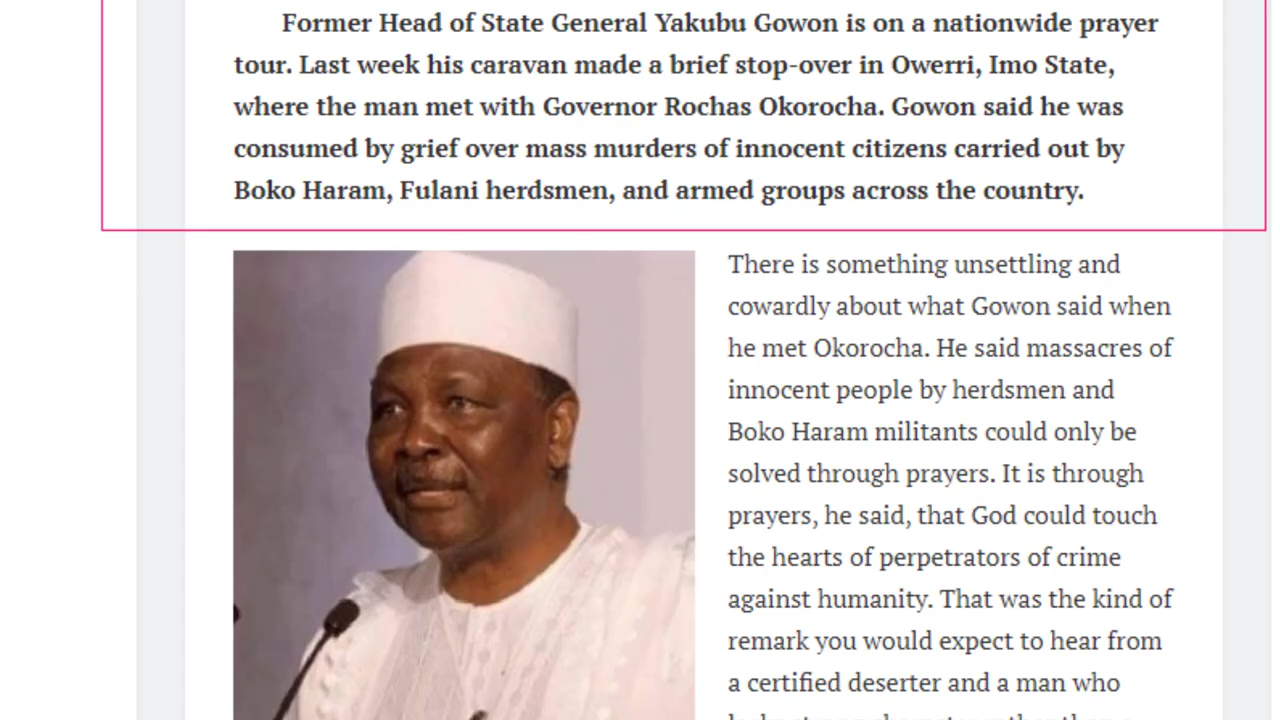 Former Head of State General Yakubu Gowon is on a nationwide prayer
tour. Last week his caravan made a brief stop-over in Owerri, Imo State,
where the man met with Governor Rochas Okorocha. Gowon said he was
consumed by grief over mass murders of innocent citizens carried out by
Boko Haram, Fulani herdsmen, and armed groups across the country.
There is something unsettling and
cowardly about what Gowon said when
he met Okorocha. He said massacres of
innocent people by herdsmen and
Boko Haram militants could only be
solved through prayers. It is through
prayers, he said, that God could touch
the hearts of perpetrators of crime
against humanity. That was the kind of
remark you would expect to hear from
a certified deserter and a man who